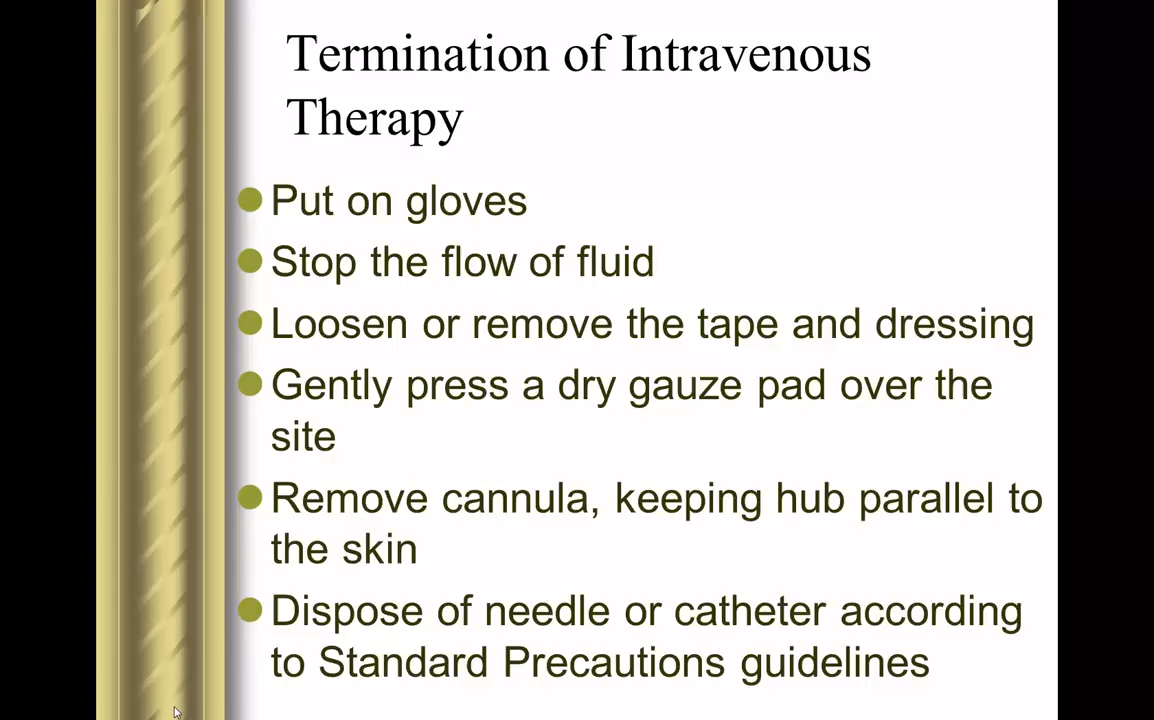 Termination of Intravenous
Therapy
Put on gloves
Stop the flow of fluid
Loosen or remove the tape and dressing
Gently press a dry gauze pad over the
site
Remove cannula, keeping hub parallel to
the skin
Dispose of needle or catheter according
to Standard Precautions guidelines